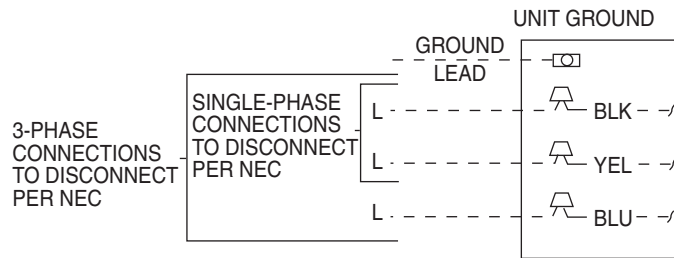 UNIT GROUND
GROUND
LEAD
3-PHASE
CONNECTIONS
TO DISCONNECT
PER NEC
SINGLE-PHASE
CONNECTIONS
TO DISCONNECT
PER NEC
L
BLK
L
YEL
L
BLU